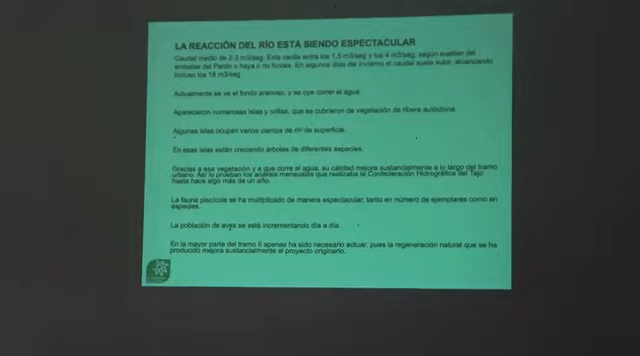 LA REACCIÓN DEL RÍO ESTÁ SIENDO ESPECTACULAR
Caudal medio de 2-3 m3/seg. Este oscila entre los 1,5 m3/seg y los 4 m3/seg, según suelten del
embalse del Pardo o haya o no lluvias. En algunos días del invierno el caudal suele subir, alcanzando
incluso los 18 m3/seg
Actualmente se ve el fondo arenoso, y se oye correr el agua.
Aparecieron numerosas islas y orillas, que se cubrieron de vegetación de ribera autóctona.
Algunas islas ocupan varios cientos de m² de superficie.
En esas islas están creciendo árboles de diferentes especies.
Gracias a esa vegetación y a que corre el agua, su calidad mejora sustancialmente a lo largo del tramo
urbano. Así lo prueban los análisis mensuales que realizaba la Confederación Hidrográfica del Tajo
hasta hace algo más de un año.
La fauna piscícola se ha multiplicado de manera espectacular, tanto en número de ejemplares como en
especies.
La población de aves se está incrementando día a día.
En la mayor parte del tramo II apenas ha sido necesario actuar, pues la regeneración natural que se ha
producido mejora sustancialmente el proyecto originario.